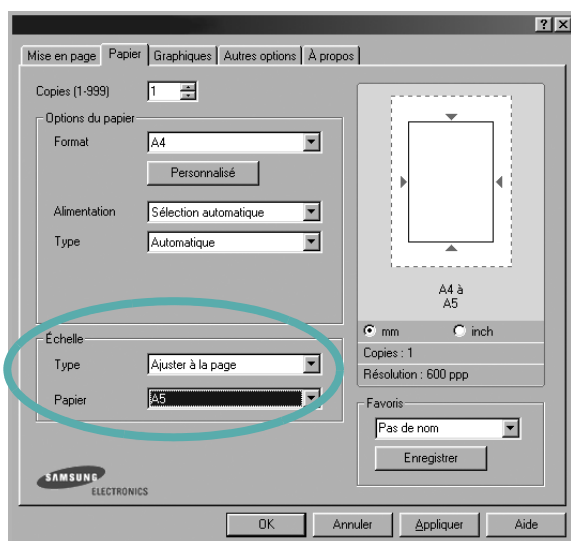 ? X
Mise en page Papier Graphiques Autres options À propos
Copies (1-999) 1
Options du papier
Format A4
Personnalisé
Alimentation Sélection automatique
Type Automatique
A4 à
A5
mm inch
Copies : 1
Résolution : 600 ppp
Échelle
Type Ajuster à la page
Papier A5
Favoris
Pas de nom
Enregistrer
SAMSUNG
ELECTRONICS
OK Annuler Appliquer Aide